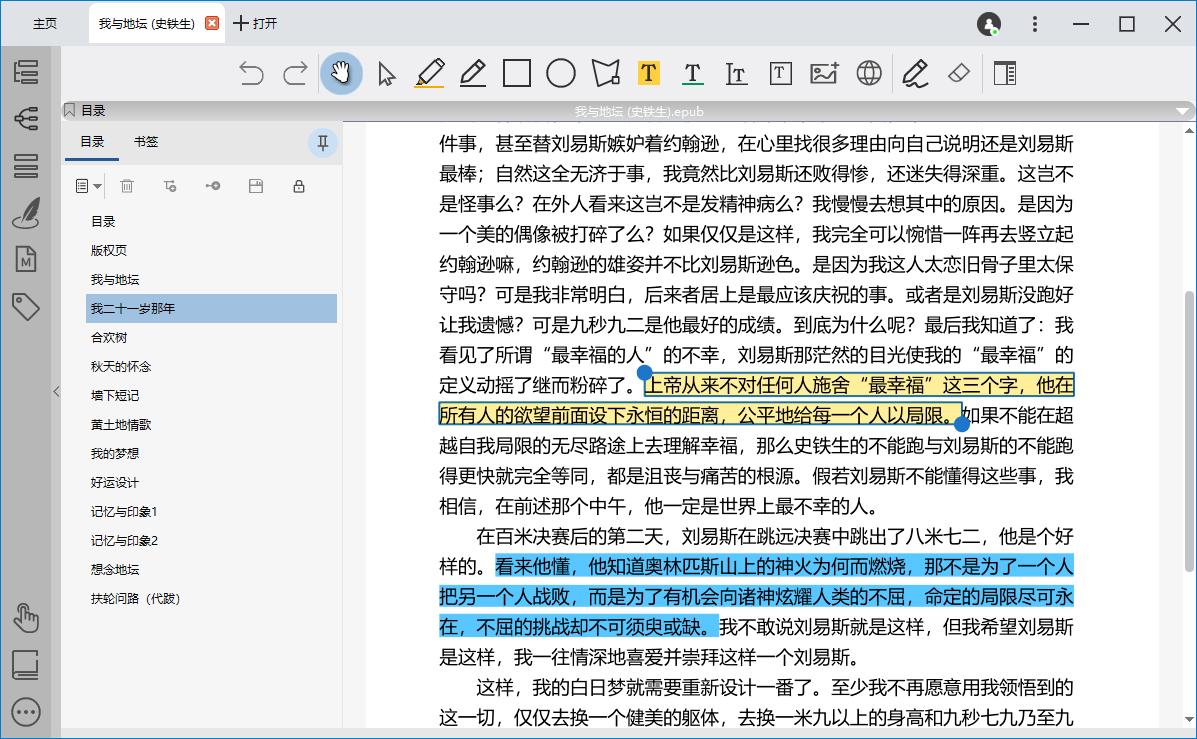 主页
我与地坛 (史铁生)
打开
T
T
T
T
目录
我与地坛 (史铁生).epub
目录
书签
M
目录
版权页
我与地坛
我二十一岁那年
合欢树
秋天的怀念
墙下短记
黄土地情歌
我的梦想
好运设计
记忆与印象1
记忆与印象2
想念地坛
扶轮问路（代跋）
件事，甚至替刘易斯嫉妒着约翰逊，在心里找很多理由向自己说明还是刘易斯
最棒；自然这全无济于事，我竟然比刘易斯还败得惨，还迷失得深重。这岂不
是怪事么？在外人看来这岂不是发精神病么？我慢慢去想其中的原因。是因为
一个美的偶像被打碎了么？如果仅仅是这样，我完全可以惋惜一阵再去竖立起
约翰逊嘛，约翰逊的雄姿并不比刘易斯逊色。是因为我这人太恋旧骨子里太保
守吗？可是我非常明白，后来者居上是最应该庆祝的事。或者是刘易斯没跑好
让我遗憾？可是九秒九二是他最好的成绩。到底为什么呢？最后我知道了：我
看见了所谓“最幸福的人”的不幸，刘易斯那茫然的目光使我的“最幸福”的
定义动摇了继而粉碎了。上帝从来不对任何人施舍“最幸福”这三个字，他在
所有人的欲望前面设下永恒的距离，公平地给每一个人以局限。如果不能在超
越自我局限的无尽路途上去理解幸福，那么史铁生的不能跑与刘易斯的不能跑
得更快就完全等同，都是沮丧与痛苦的根源。假若刘易斯不能懂得这些事，我
相信，在前述那个中午，他一定是世界上最不幸的人。
在百米决赛后的第二天，刘易斯在跳远决赛中跳出了八米七二，他是个好
样的。看来他懂，他知道奥林匹斯山上的神火为何而燃烧，那不是为了一个人
把另一个人战败，而是为了有机会向诸神炫耀人类的不屈，命定的局限尽可永
在，不屈的挑战却不可须臾或缺。我不敢说刘易斯就是这样，但我希望刘易斯
是这样，我一往情深地喜爱并崇拜这样一个刘易斯。
这样，我的白日梦就需要重新设计一番了。至少我不再愿意用我领悟到的
这一切，仅仅去换一个健美的躯体，去换一米九以上的身高和九秒七九乃至九